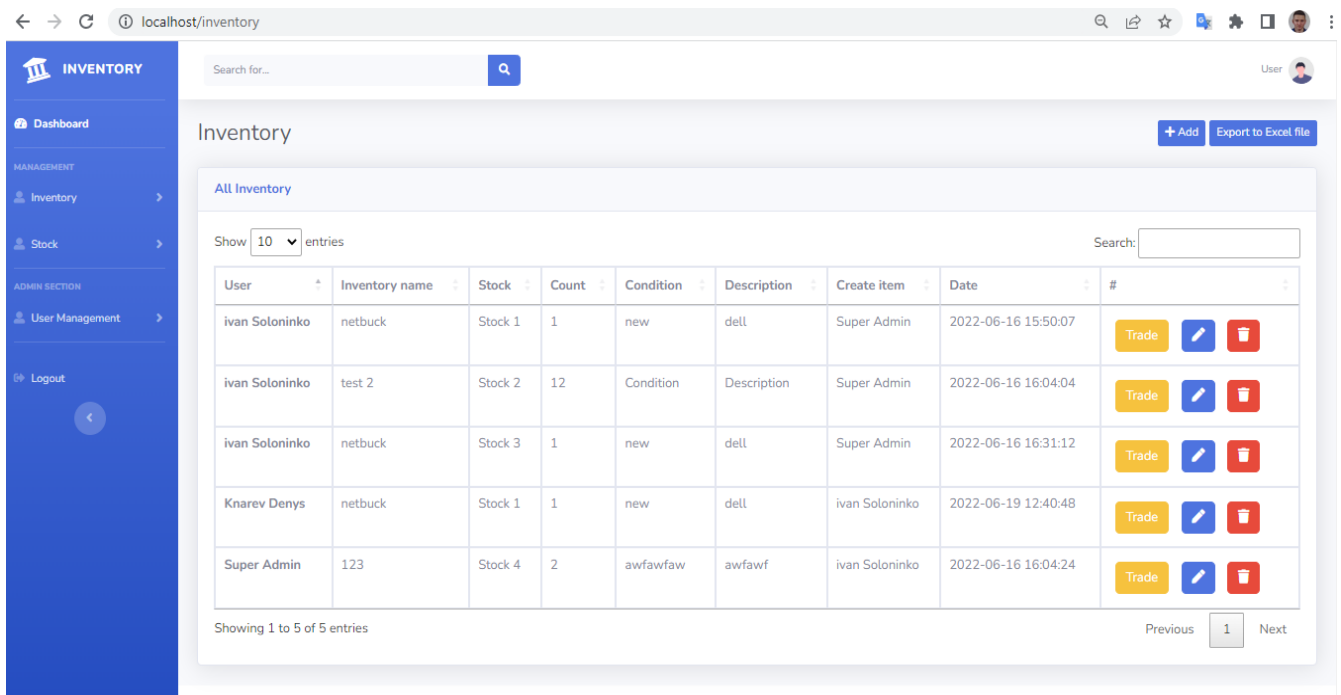 localhost/inventory
INVENTORY
Search for...
User
Dashboard
Inventory
+ Add Export to Excel file
MANAGEMENT
All Inventory
Inventory
Stock
Show 10 entries
Search:
ADMIN SECTION
User Management
Logout
User Inventory name Stock Count Condition Description Create item Date #
ivan Soloninko netbuck Stock 1 1 new dell Super Admin 2022-06-16 15:50:07 Trade
ivan Soloninko test 2 Stock 2 12 Condition Description Super Admin 2022-06-16 16:04:04 Trade
ivan Soloninko netbuck Stock 3 1 new dell Super Admin 2022-06-16 16:31:12 Trade
Knarev Denys netbuck Stock 1 1 new dell ivan Soloninko 2022-06-19 12:40:48 Trade
Super Admin 123 Stock 4 2 awfawfaw awfawf ivan Soloninko 2022-06-16 16:04:24 Trade
Showing 1 to 5 of 5 entries
Previous 1 Next